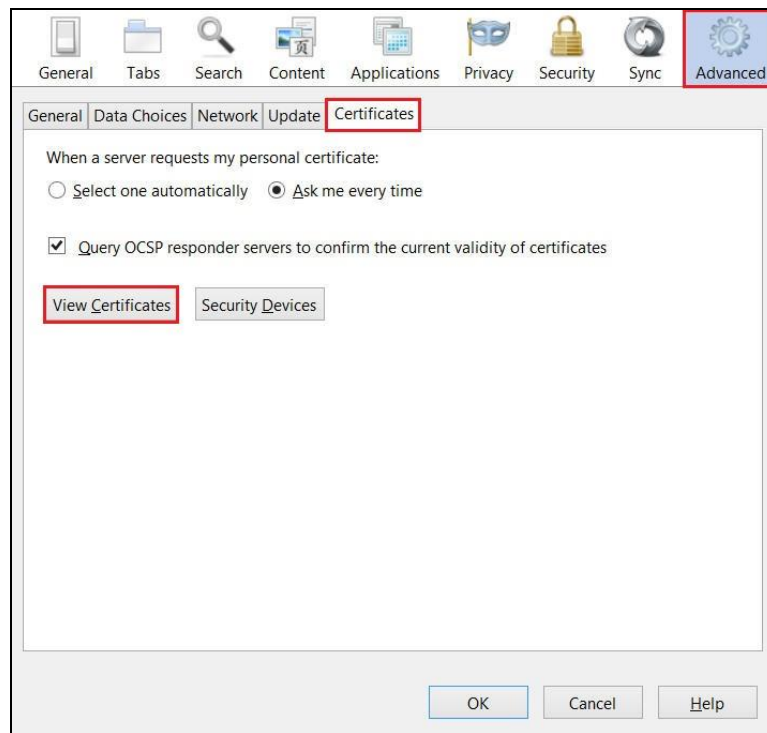 General Tabs Search Content Applications Privacy Security Sync Advanced
General Data Choices Network Update Certificates
When a server requests my personal certificate:
Select one automatically Ask me every time
Query OCSP responder servers to confirm the current validity of certificates
View Certificates Security Devices
OK Cancel Help